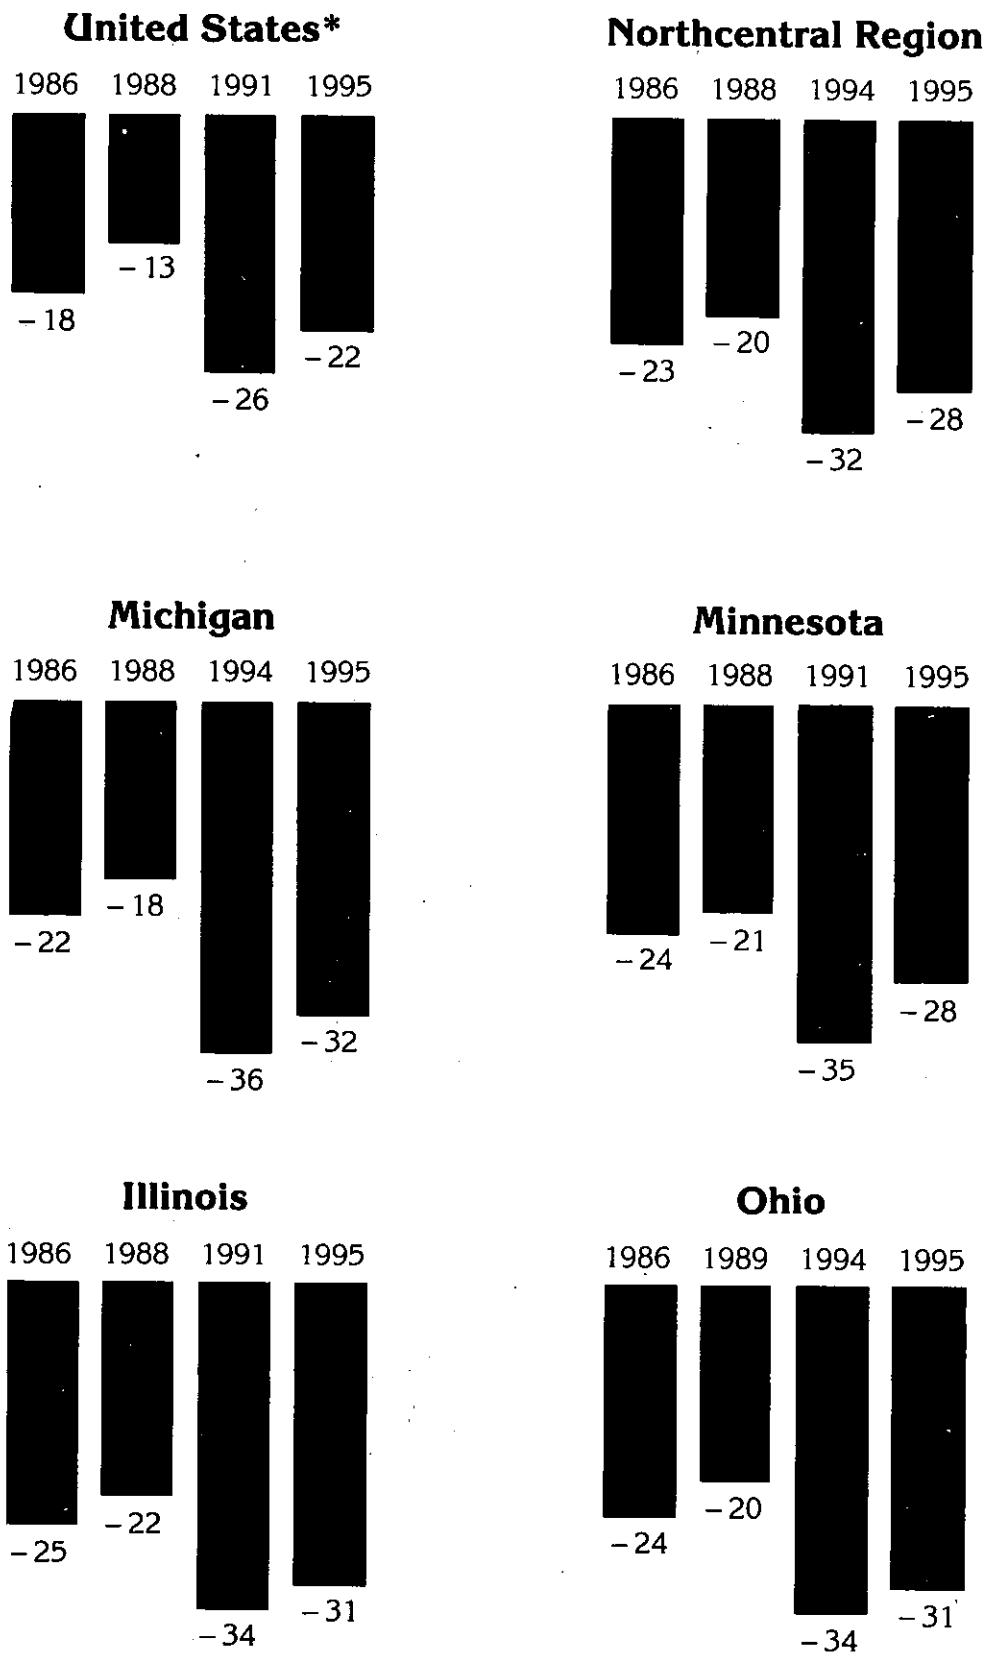 United States*
1986 1988 1991 1995
– 18
– 13
– 26
– 22
Northcentral Region
1986 1988 1994 1995
– 23
– 20
– 32
– 28
Michigan
1986 1988 1994 1995
– 22
– 18
– 36
– 32
Minnesota
1986 1988 1991 1995
– 24
– 21
– 35
– 28
Illinois
1986 1988 1991 1995
– 25
– 22
– 34
– 31
Ohio
1986 1989 1994 1995
– 24
– 20
– 34
– 31